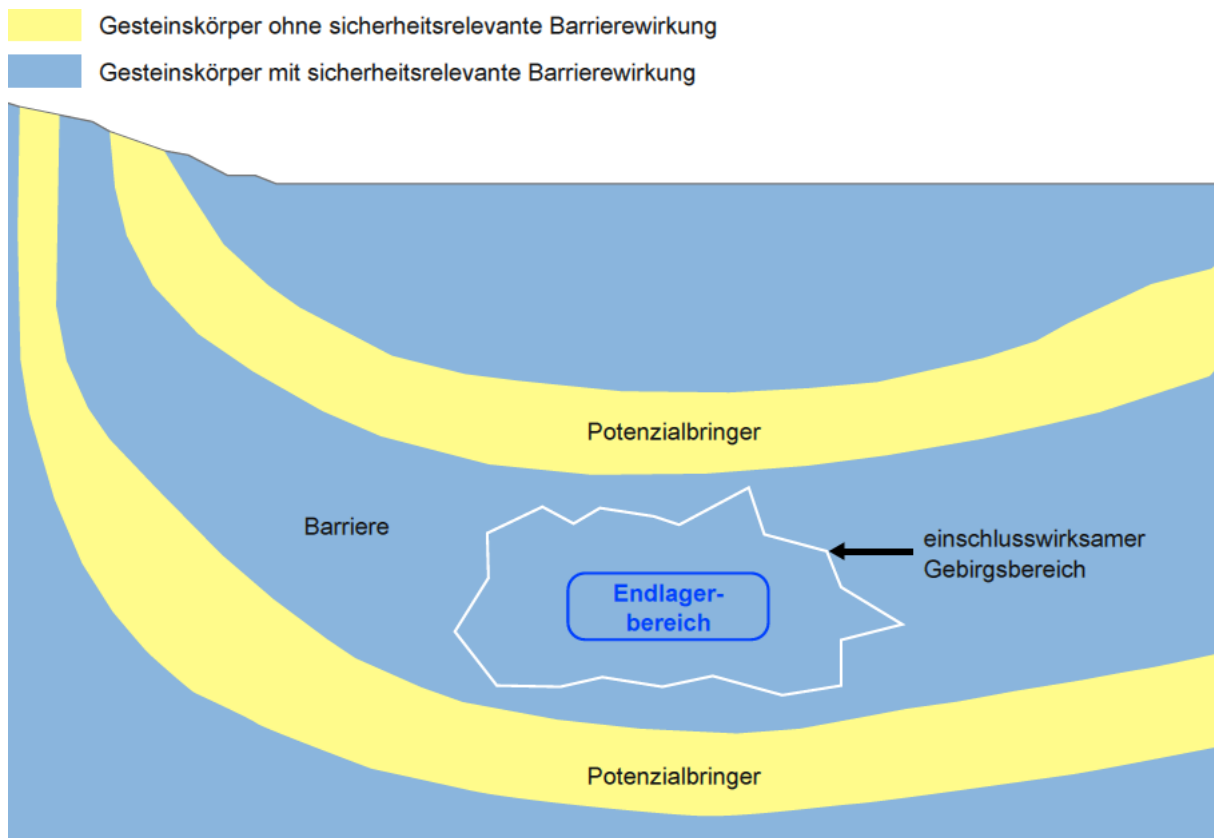 Gesteinskörper ohne sicherheitsrelevante Barrierewirkung
Gesteinskörper mit sicherheitsrelevante Barrierewirkung
Potenzialbringer
Barriere
einschlusswirksamer
Gebirgsbereich
Endlager-
bereich
Potenzialbringer